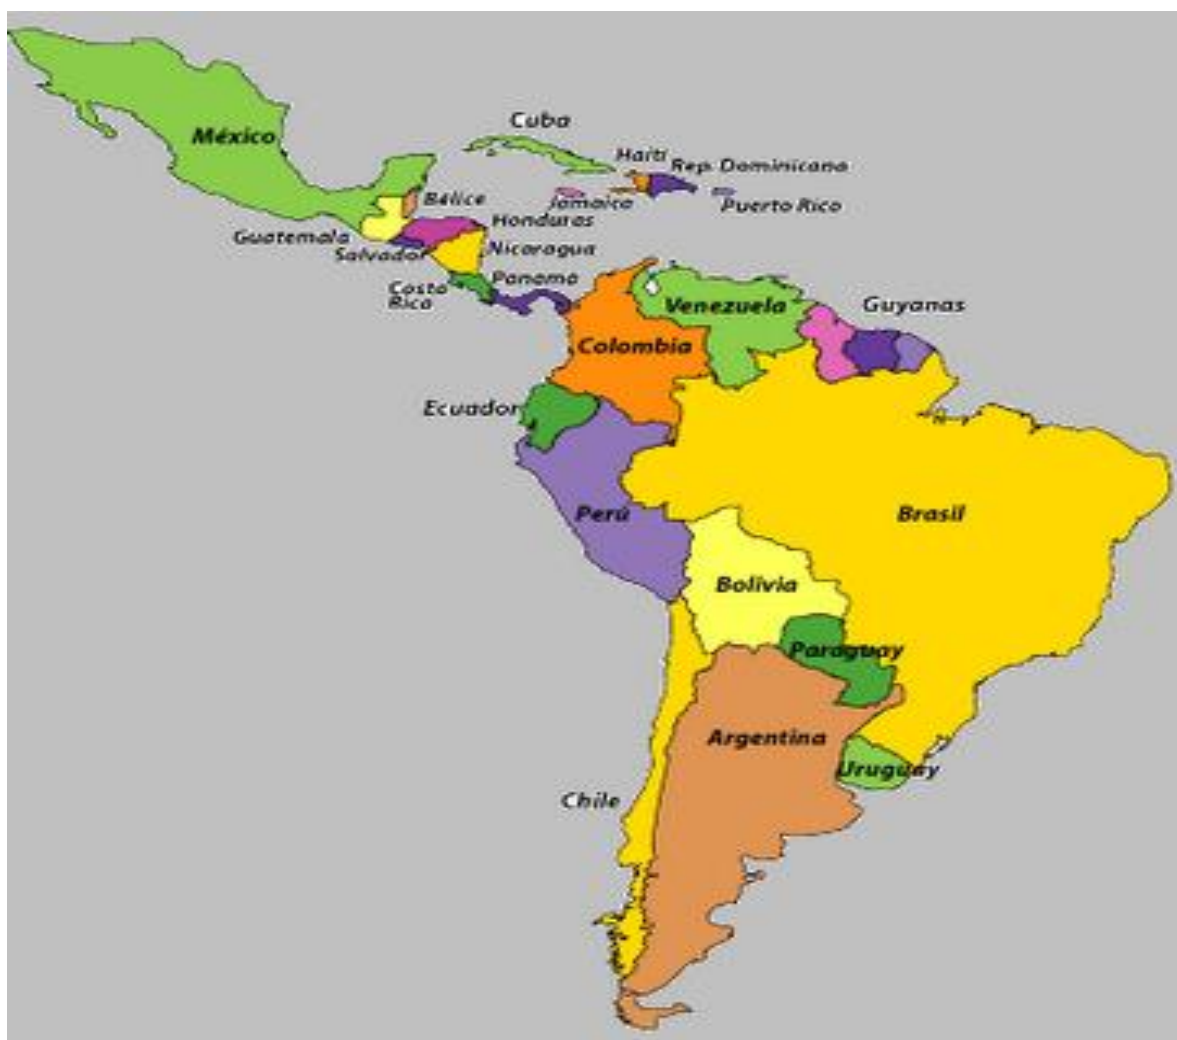 Cuba
México
Haití
Rep. Dominicana
Bélice
Jamaica
Puerto Rico
Honduras
Guatemala
Nicaragua
Salvador
Panamá
Costa
Rica
Venezuela
Guyanas
Colombia
Ecuador
Perú
Brasil
Bolivia
Paraguay
Argentina
Uruguay
Chile